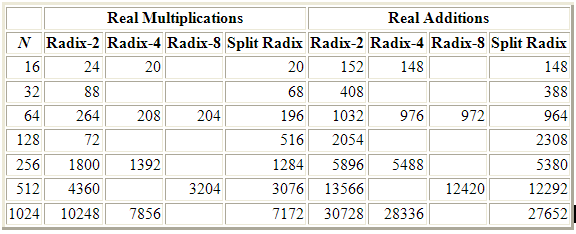 Real Multiplications Real Additions
N Radix-2 Radix-4 Radix-8 Split Radix Radix-2 Radix-4 Radix-8 Split Radix
16 24 20 20 152 148 148
32 88 68 408 388
64 264 208 204 196 1032 976 972 964
128 72 516 2054 2308
256 1800 1392 1284 5896 5488 5380
512 4360 3204 3076 13566 12420 12292
1024 10248 7856 7172 30728 28336 27652